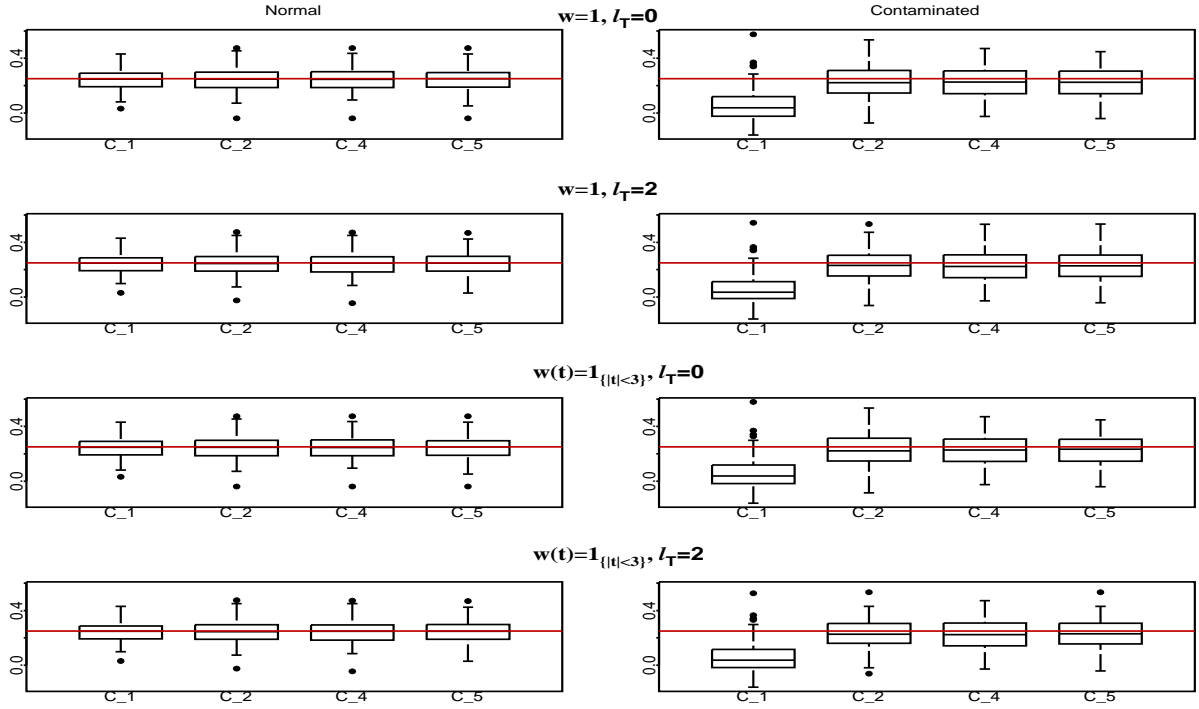 Normal
Contaminated
w=1, l_T=0
0.4
0.0
C_1 C_2 C_4 C_5
0.4
0.0
C_1 C_2 C_4 C_5
w=1, l_T=2
0.4
0.0
C_1 C_2 C_4 C_5
0.4
0.0
C_1 C_2 C_4 C_5
w(t)=1_{|t|<3}, l_T=0
0.4
0.0
C_1 C_2 C_4 C_5
0.4
0.0
C_1 C_2 C_4 C_5
w(t)=1_{|t|<3}, l_T=2
0.4
0.0
C_1 C_2 C_4 C_5
0.4
0.0
C_1 C_2 C_4 C_5